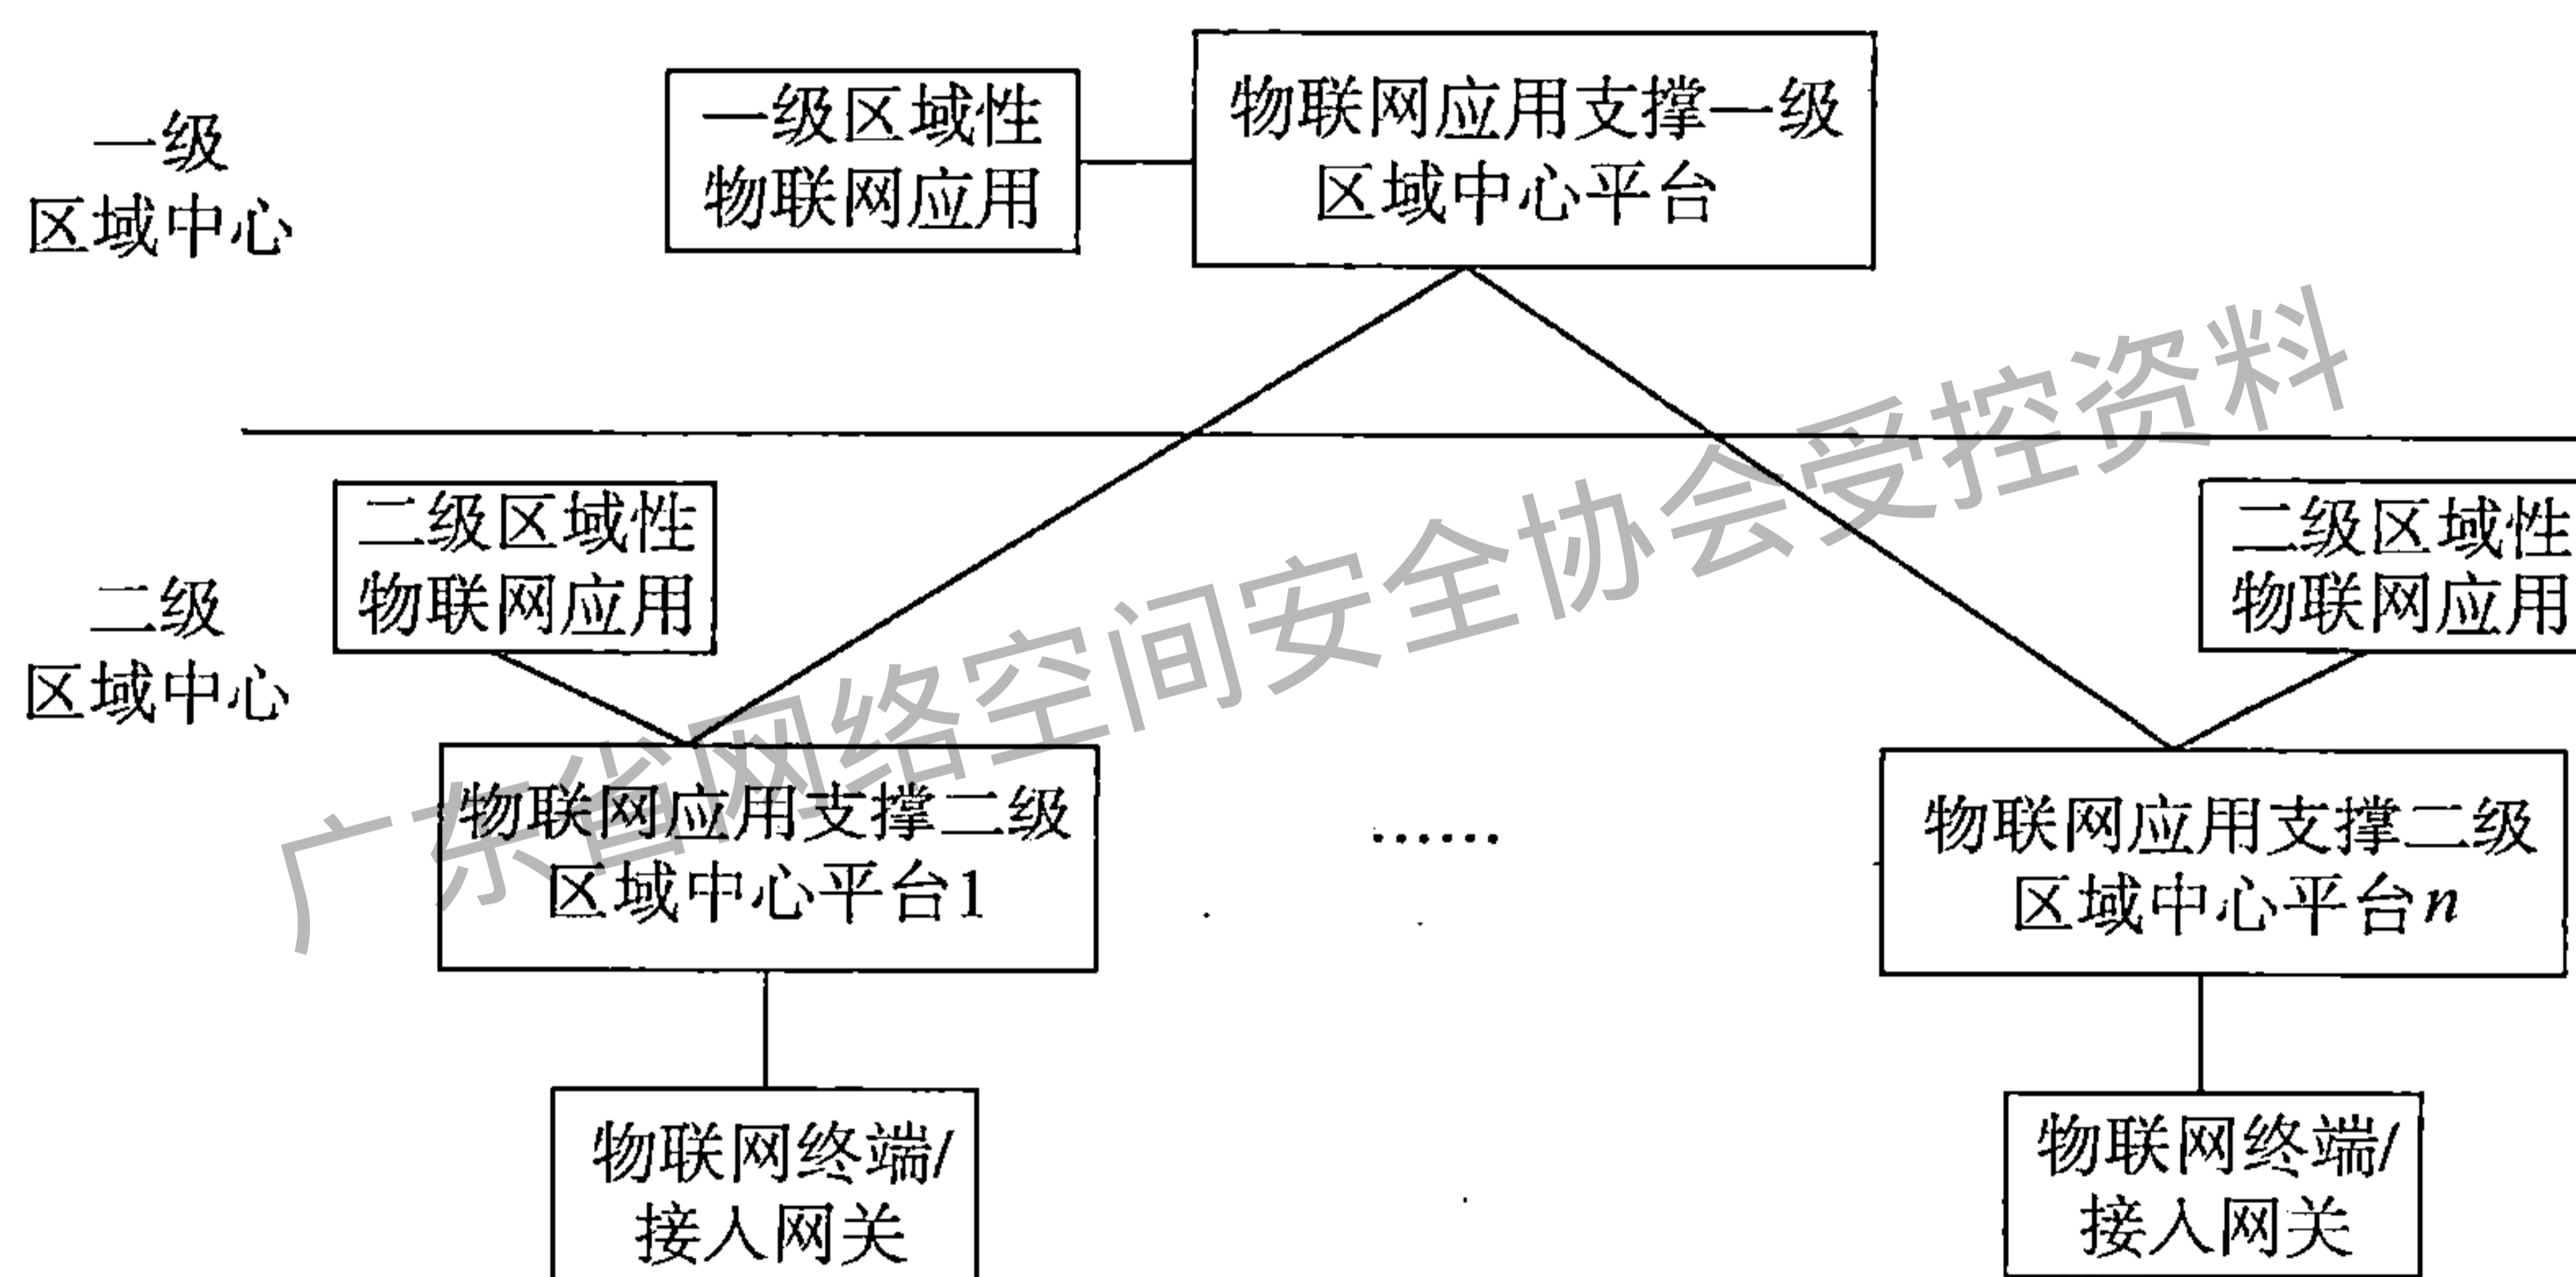 一级
区域中心
一级区域性
物联网应用
物联网应用支撑一级
区域中心平台
二级
区域中心
二级区域性
物联网应用
二级区域性
物联网应用
物联网应用支撑二级
区域中心平台1
……
物联网应用支撑二级
区域中心平台n
物联网终端/
接入网关
物联网终端/
接入网关
广东省网络空间安全协会受控资料